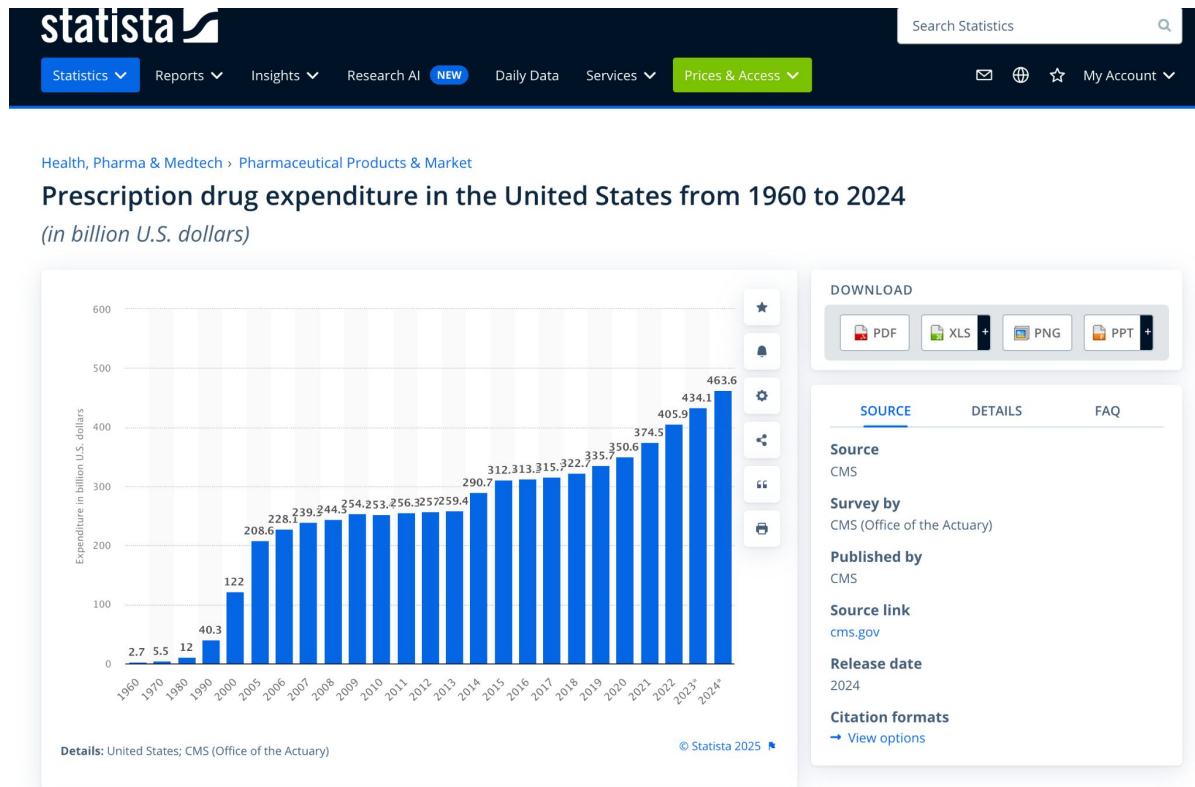 statista
Search Statistics
Statistics Reports Insights Research AI NEW Daily Data Services Prices & Access My Account
Health, Pharma & Medtech › Pharmaceutical Products & Market
Prescription drug expenditure in the United States from 1960 to 2024
(in billion U.S. dollars)
Expenditure in billion U.S. dollars
600
500
400
300
200
100
0
2.7 5.5 12 40.3 122 208.6 228.1 239.3 244.3 254.2 253. 256.3 257 259.4 290.7 312. 313. 315. 322.7 335.7 350.6 374.5 405.9 434.1 463.6
1960 1970 1980 1990 2000 2005 2006 2007 2008 2009 2010 2011 2012 2013 2014 2015 2016 2017 2018 2019 2020 2021 2022 2023* 2024*
Details: United States; CMS (Office of the Actuary)
© Statista 2025
DOWNLOAD
PDF XLS + PNG PPT +
SOURCE DETAILS FAQ
Source
CMS
Survey by
CMS (Office of the Actuary)
Published by
CMS
Source link
cms.gov
Release date
2024
Citation formats
→ View options